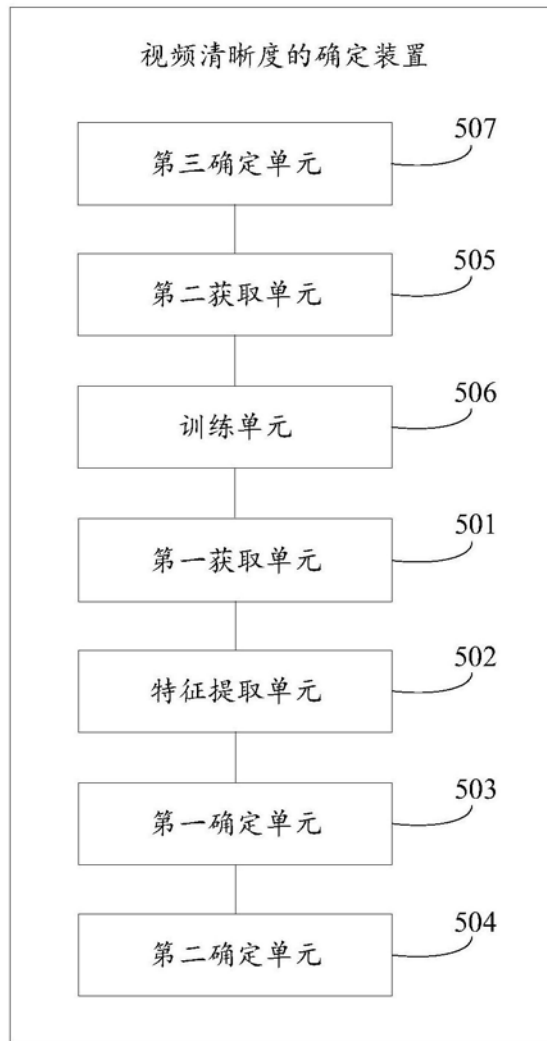 视频清晰度的确定装置
507
第三确定单元
505
第二获取单元
506
训练单元
501
第一获取单元
502
特征提取单元
503
第一确定单元
504
第二确定单元